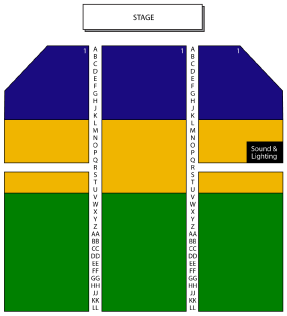 STAGE
1 1 1
A A
B B
C C
D D
E E
F F
G G
H H
J J
K K
L L
M M
N N
O O
P P
Q Q
R R
S S
T T
U U
V V
W W
X X
Y Y
Z Z
AA AA
BB BB
CC CC
DD DD
EE EE
FF FF
GG GG
HH HH
JJ JJ
KK KK
LL LL
Sound &
Lighting